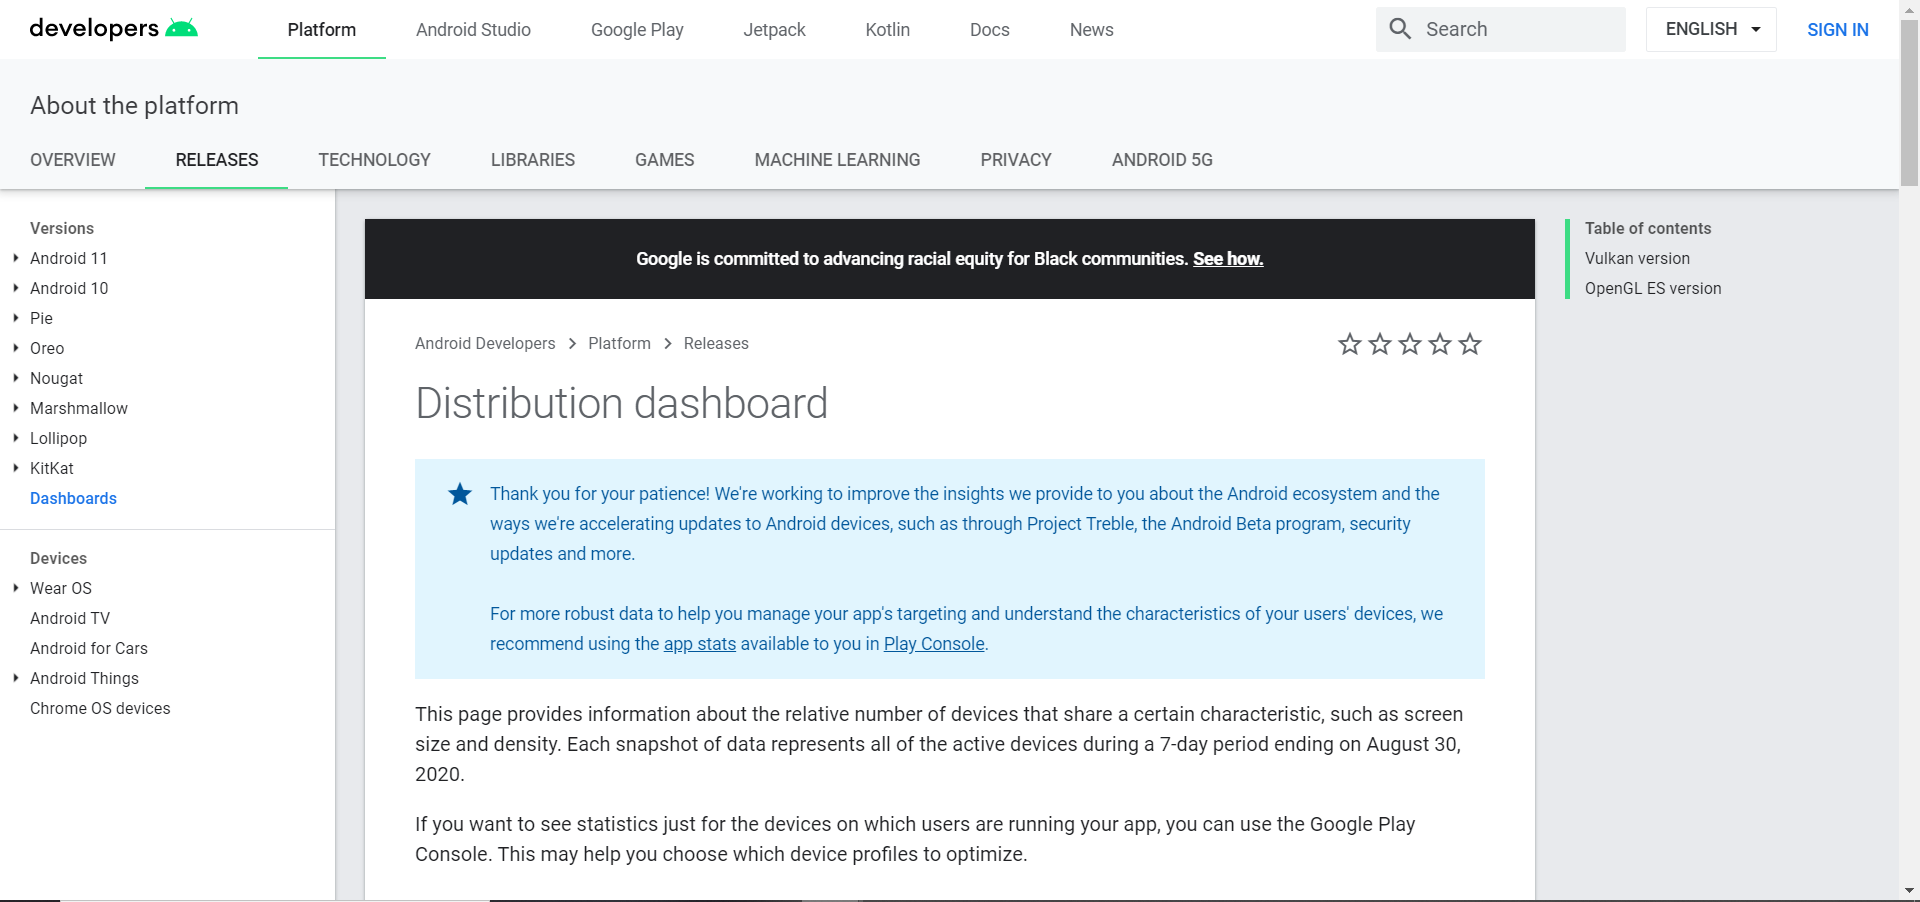 developers
Platform
Android Studio
Google Play
Jetpack
Kotlin
Docs
News
Search
ENGLISH
SIGN IN
About the platform
OVERVIEW
RELEASES
TECHNOLOGY
LIBRARIES
GAMES
MACHINE LEARNING
PRIVACY
ANDROID 5G
Versions
Android 11
Android 10
Pie
Oreo
Nougat
Marshmallow
Lollipop
KitKat
Dashboards
Devices
Wear OS
Android TV
Android for Cars
Android Things
Chrome OS devices
Google is committed to advancing racial equity for Black communities. See how.
Android Developers > Platform > Releases
Distribution dashboard
Thank you for your patience! We're working to improve the insights we provide to you about the Android ecosystem and the
ways we're accelerating updates to Android devices, such as through Project Treble, the Android Beta program, security
updates and more.
For more robust data to help you manage your app's targeting and understand the characteristics of your users' devices, we
recommend using the app stats available to you in Play Console.
This page provides information about the relative number of devices that share a certain characteristic, such as screen
size and density. Each snapshot of data represents all of the active devices during a 7-day period ending on August 30,
2020.
If you want to see statistics just for the devices on which users are running your app, you can use the Google Play
Console. This may help you choose which device profiles to optimize.
Table of contents
Vulkan version
OpenGL ES version